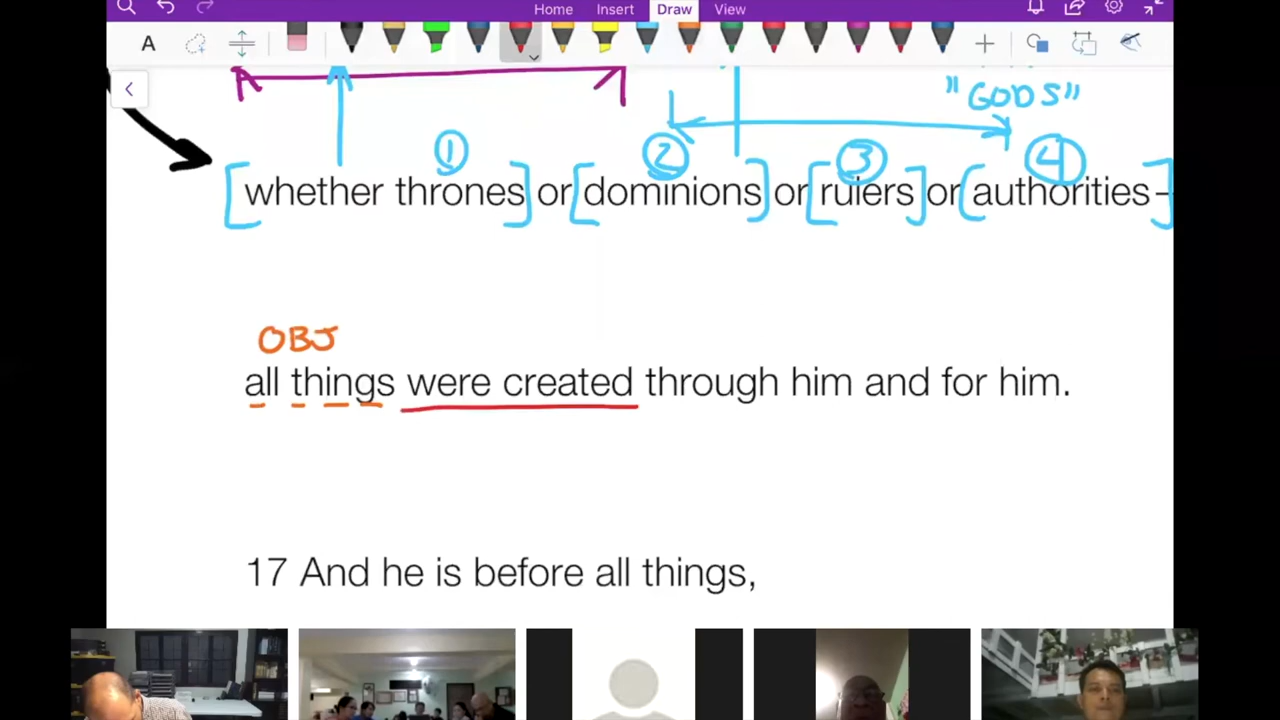 Home Insert Draw View
A
"GODS"
① ② ③ ④
[whether thrones] or [dominions] or [rulers] or (authorities–]
OBJ
all things were created through him and for him.
17 And he is before all things,